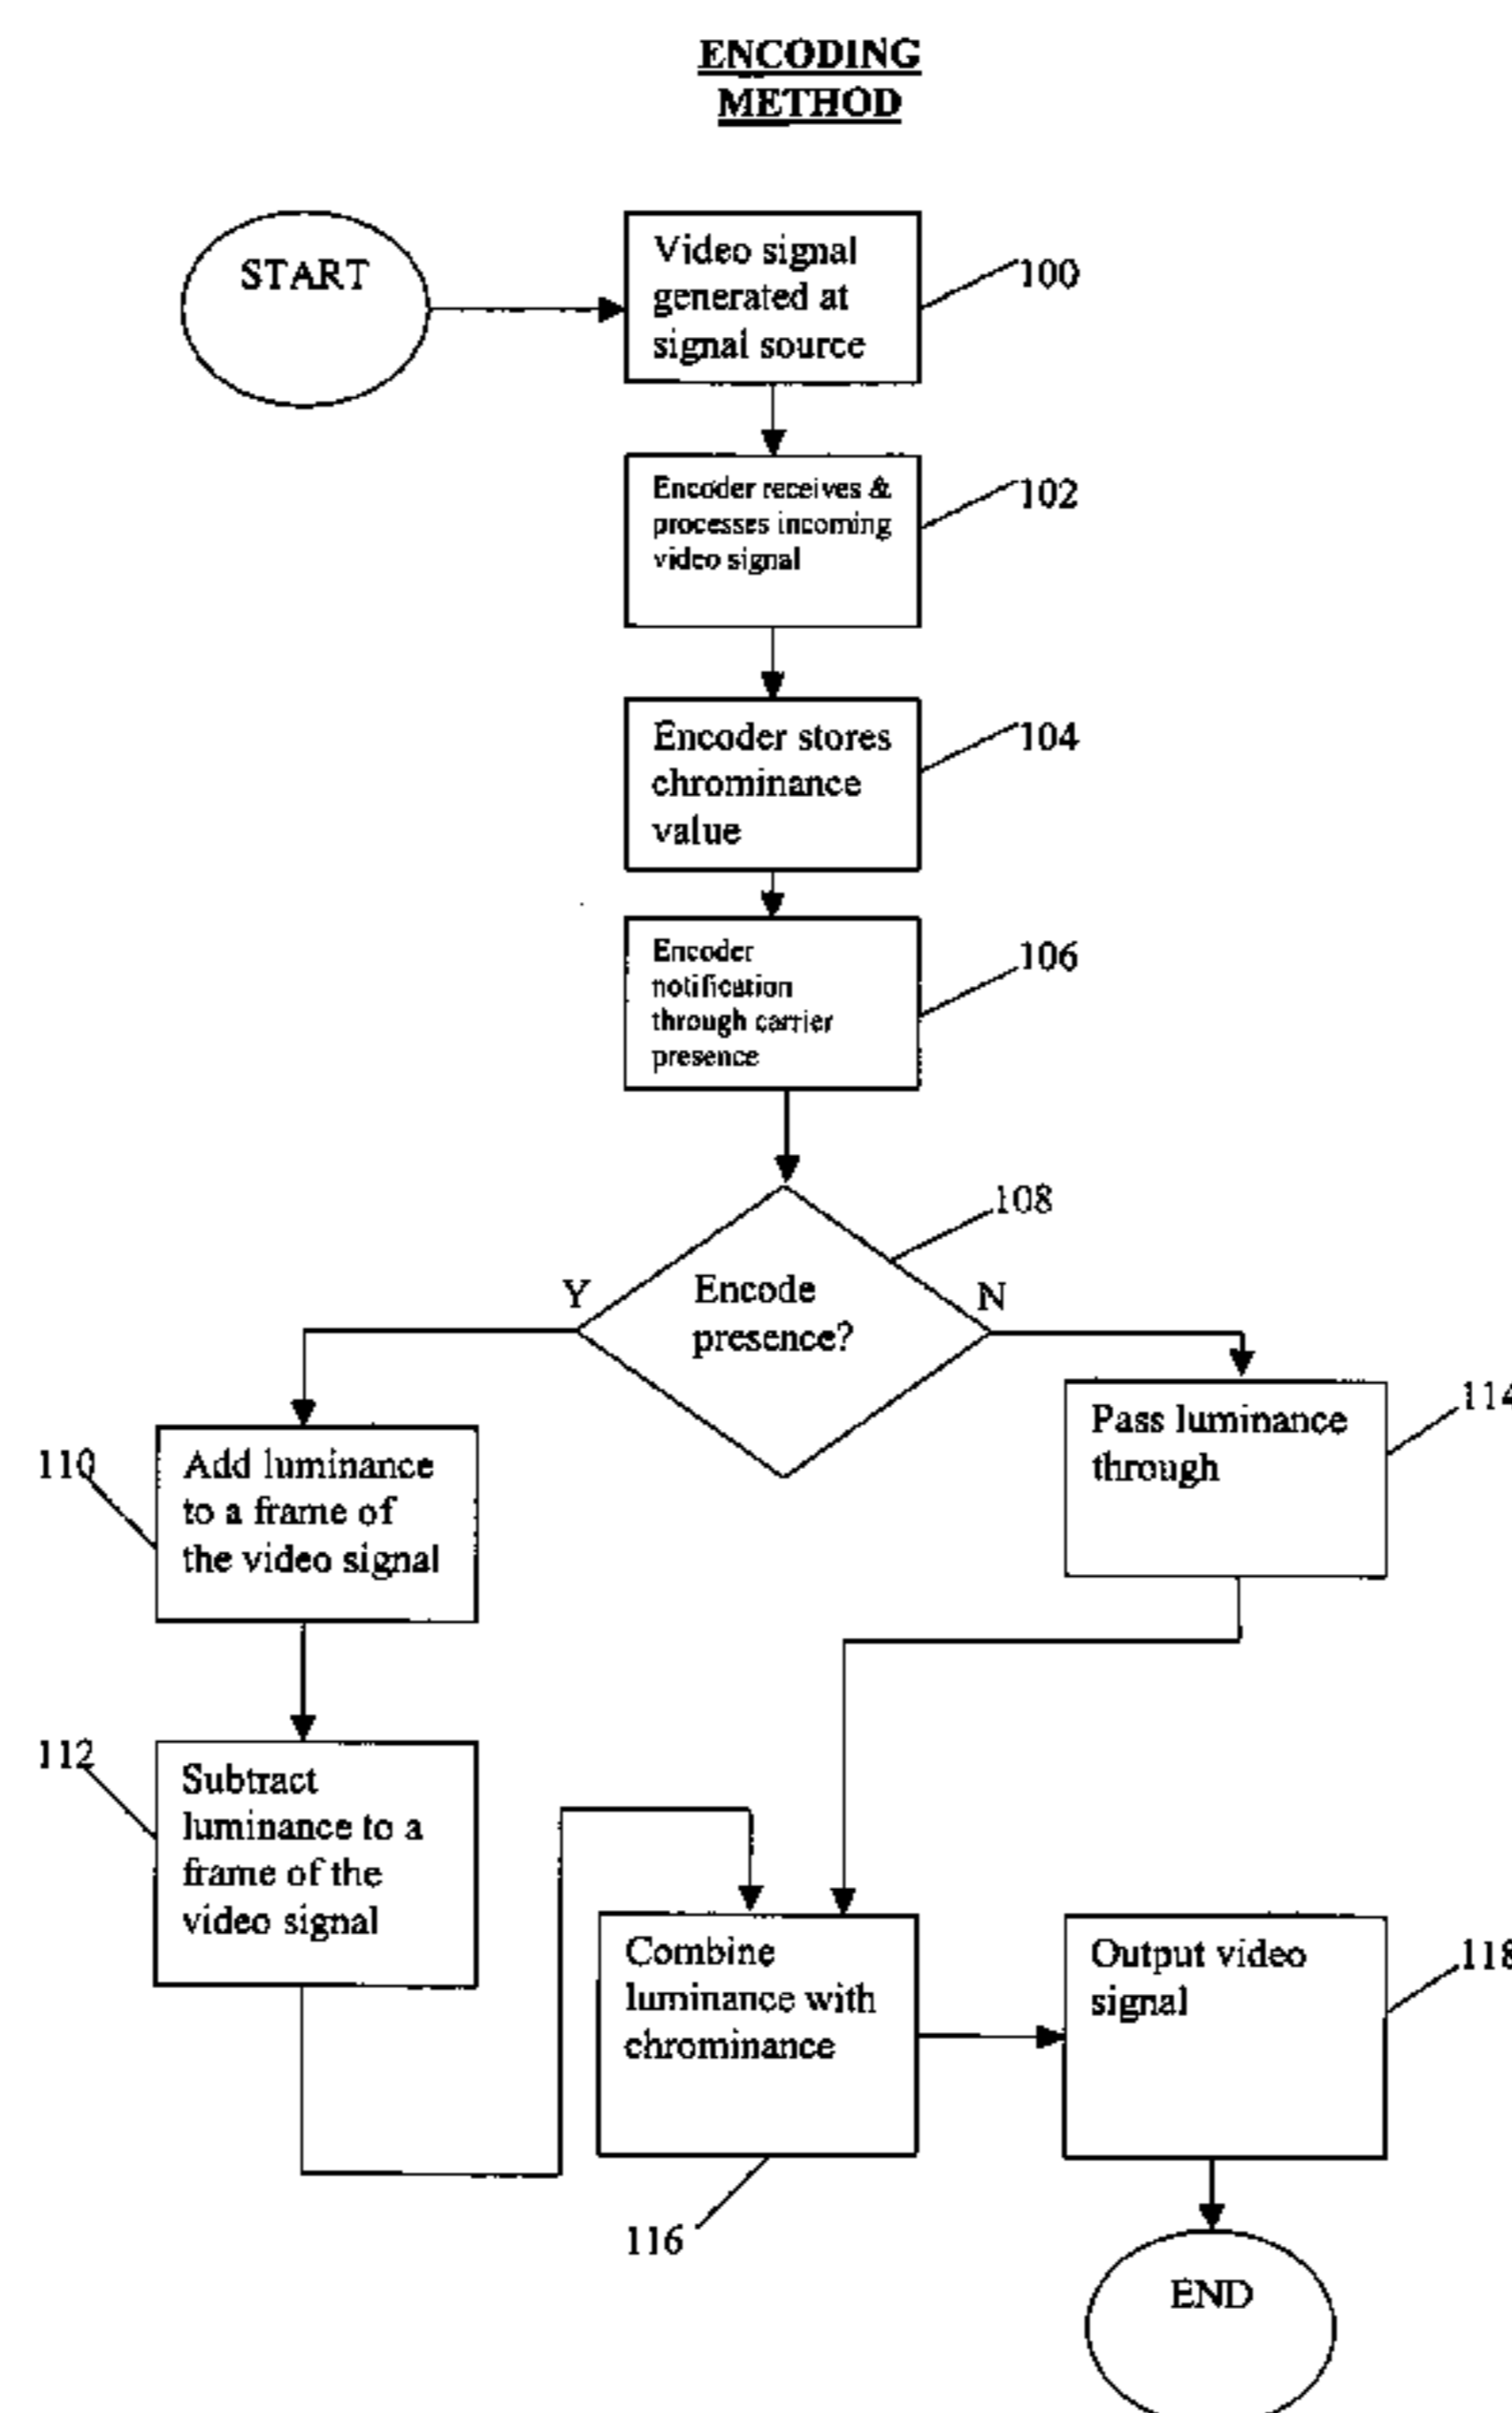 ENCODING
METHOD
START
Video signal
generated at
signal source
100
Encoder receives &
processes incoming
video signal
102
Encoder stores
chrominance
value
104
Encoder
notification
through carrier
presence
106
108
Y
Encode
presence?
N
110
Add luminance
to a frame of
the video signal
Pass luminance
through
114
112
Subtract
luminance to a
frame of the
video signal
Combine
luminance with
chrominance
116
Output video
signal
118
END